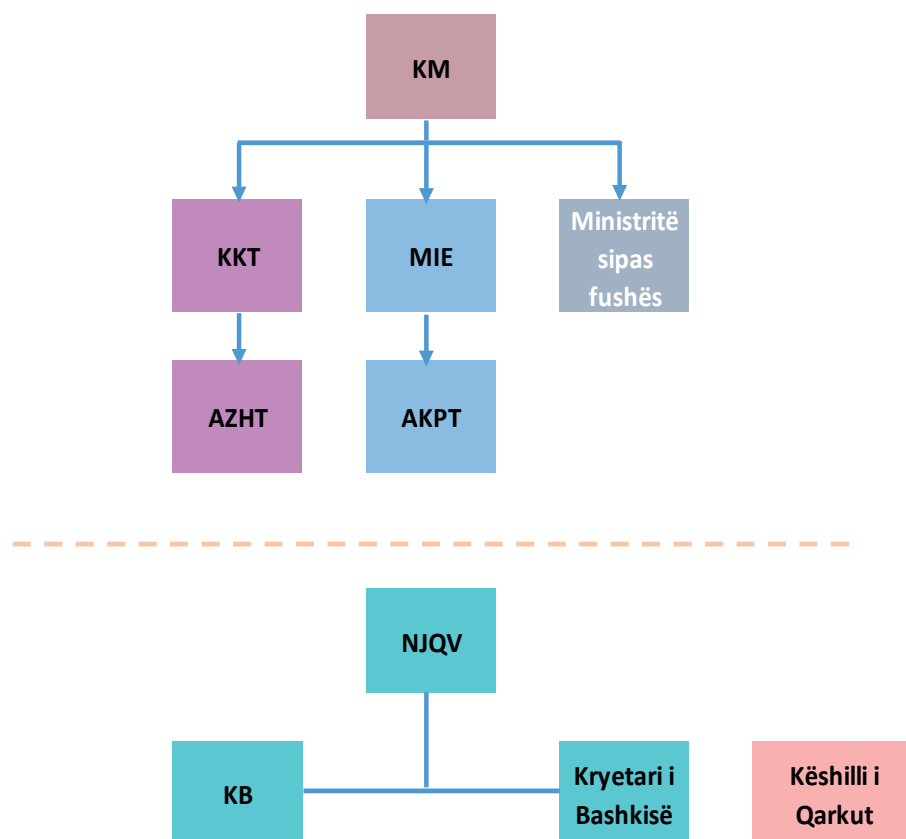 KM
KKT
MIE
Ministritë
sipas
fushës
AZHT
AKPT
NJQV
KB
Kryetari i
Bashkisë
Këshilli i
Qarkut